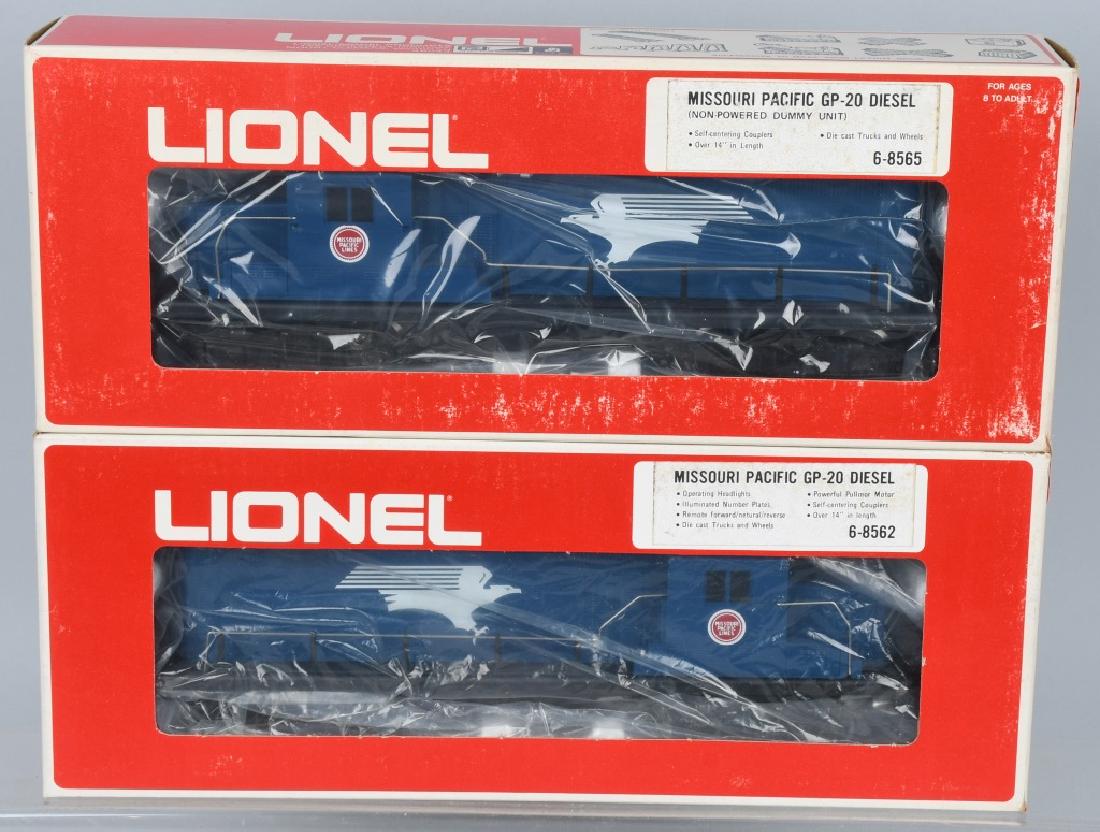 LIONEL
LIONEL®
MISSOURI PACIFIC GP-20 DIESEL
(NON-POWERED DUMMY UNIT)
• Self-centering Couplers
• Die cast Trucks and Wheels
• Over 14" in Length
6-8565
FOR AGES
8 TO ADULT
MISSOURI
PACIFIC
LINES
LIONEL®
MISSOURI PACIFIC GP-20 DIESEL
• Operating Headlights
• Powerful Pullmor Motor
• Illuminated Number Plates
• Self-centering Couplers
• Remote forward/natural/reverse
• Over 14" in length
• Die cast Trucks and Wheels
6-8562
MISSOURI
PACIFIC
LINES